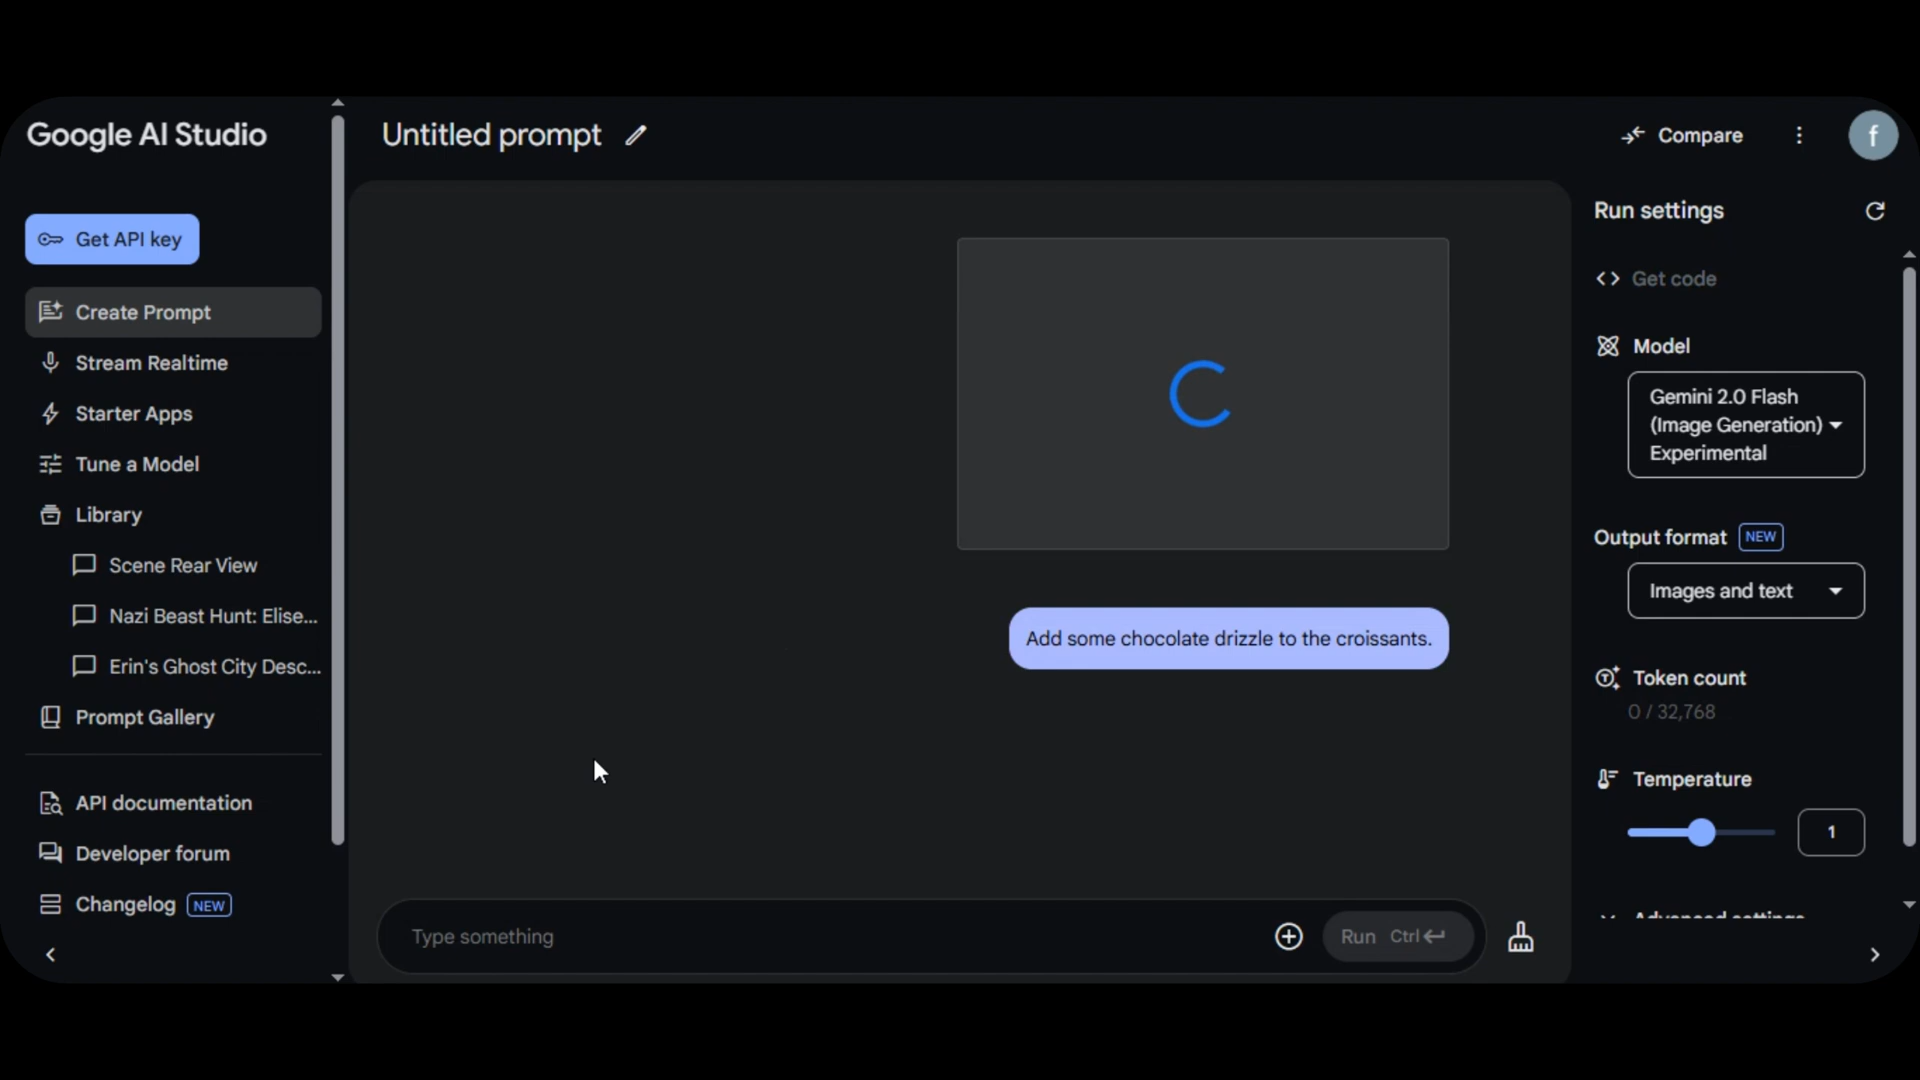 Google AI Studio
Get API key
Create Prompt
Stream Realtime
Starter Apps
Tune a Model
Library
Scene Rear View
Nazi Beast Hunt: Elise...
Erin's Ghost City Desc...
Prompt Gallery
API documentation
Developer forum
Changelog NEW
Untitled prompt
Add some chocolate drizzle to the croissants.
Type something
Run Ctrl
Compare
f
Run settings
Get code
Model
Gemini 2.0 Flash
(Image Generation)
Experimental
Output format NEW
Images and text
Token count
0 / 32,768
Temperature
1
Advanced settings